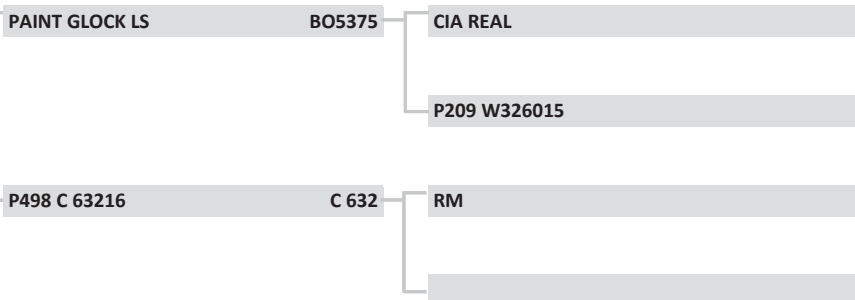 PAINT GLOCK LS BO5375 CIA REAL
P209 W326015
P498 C 63216 C 632 RM